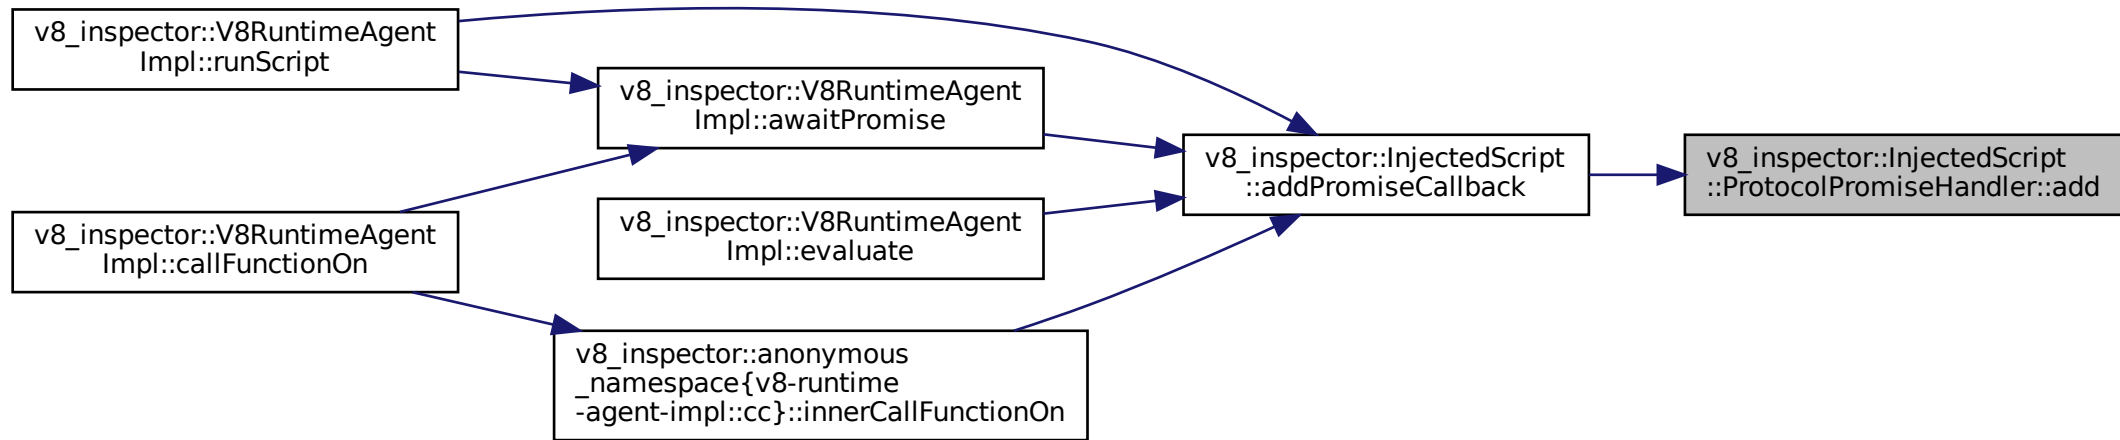 v8_inspector::V8RuntimeAgent
Impl::runScript
v8_inspector::V8RuntimeAgent
Impl::awaitPromise
v8_inspector::InjectedScript
::addPromiseCallback
v8_inspector::InjectedScript
::ProtocolPromiseHandler::add
v8_inspector::V8RuntimeAgent
Impl::evaluate
v8_inspector::V8RuntimeAgent
Impl::callFunctionOn
v8_inspector::anonymous
_namespace{v8-runtime
-agent-impl::cc}::innerCallFunctionOn